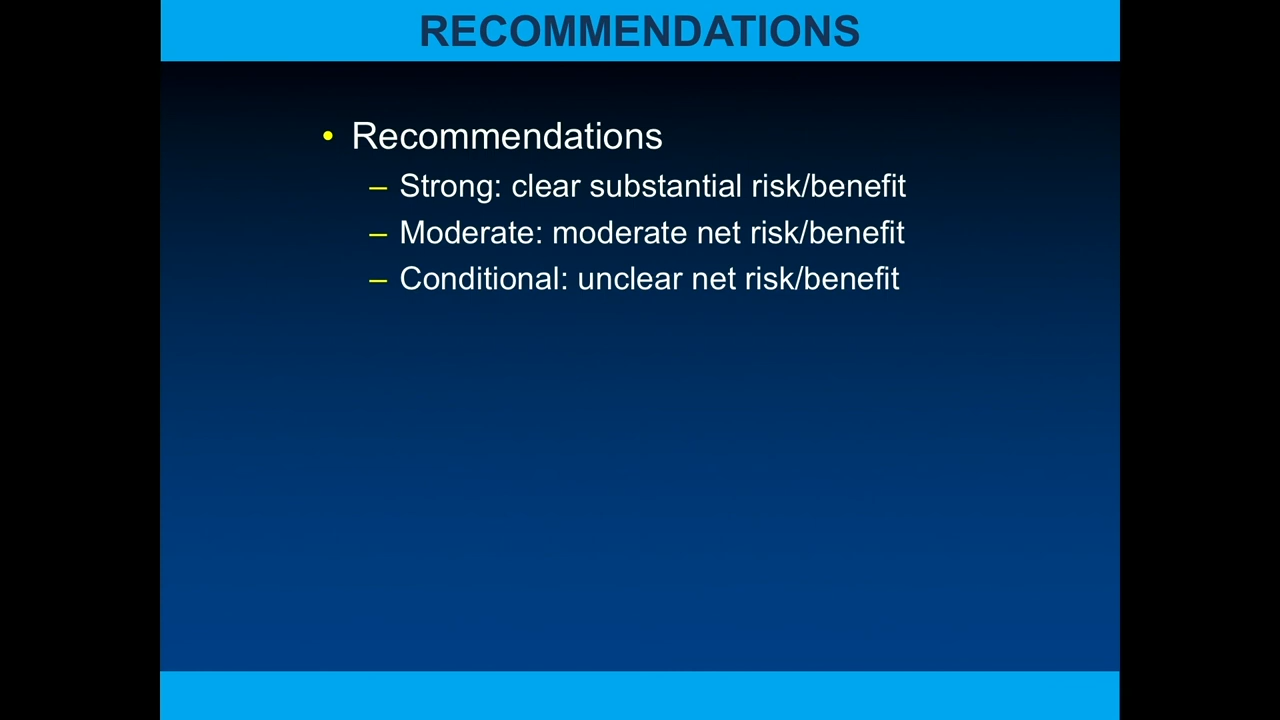 RECOMMENDATIONS
• Recommendations
– Strong: clear substantial risk/benefit
– Moderate: moderate net risk/benefit
– Conditional: unclear net risk/benefit